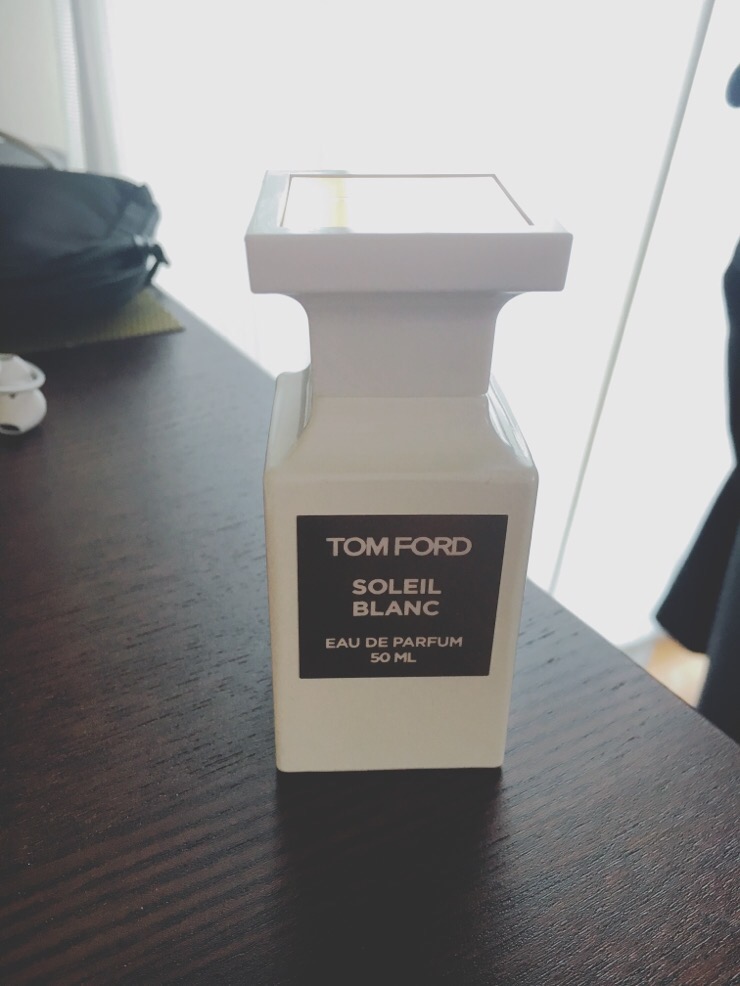 TOM FORD
SOLEIL
BLANC
EAU DE PARFUM
50 ML